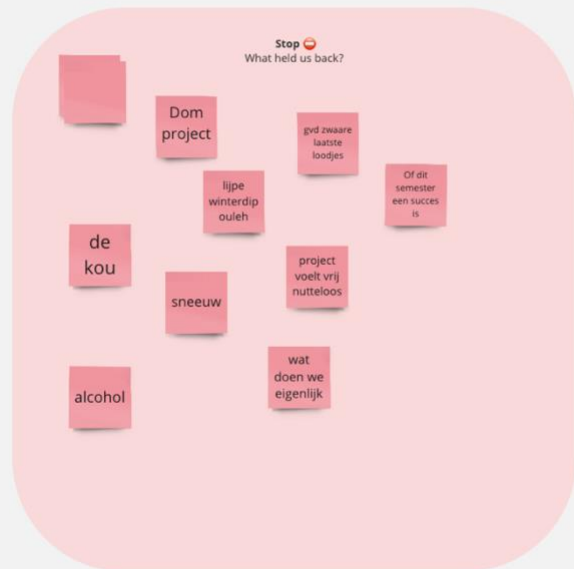 Stop ⛔
What held us back?
Dom
project
gvd zwaare
laatste
loodjes
Of dit
semester
een succes
is
lijpe
winterdip
ouleh
de
kou
project
voelt vrij
nutteloos
sneeuw
wat
doen we
eigenlijk
alcohol